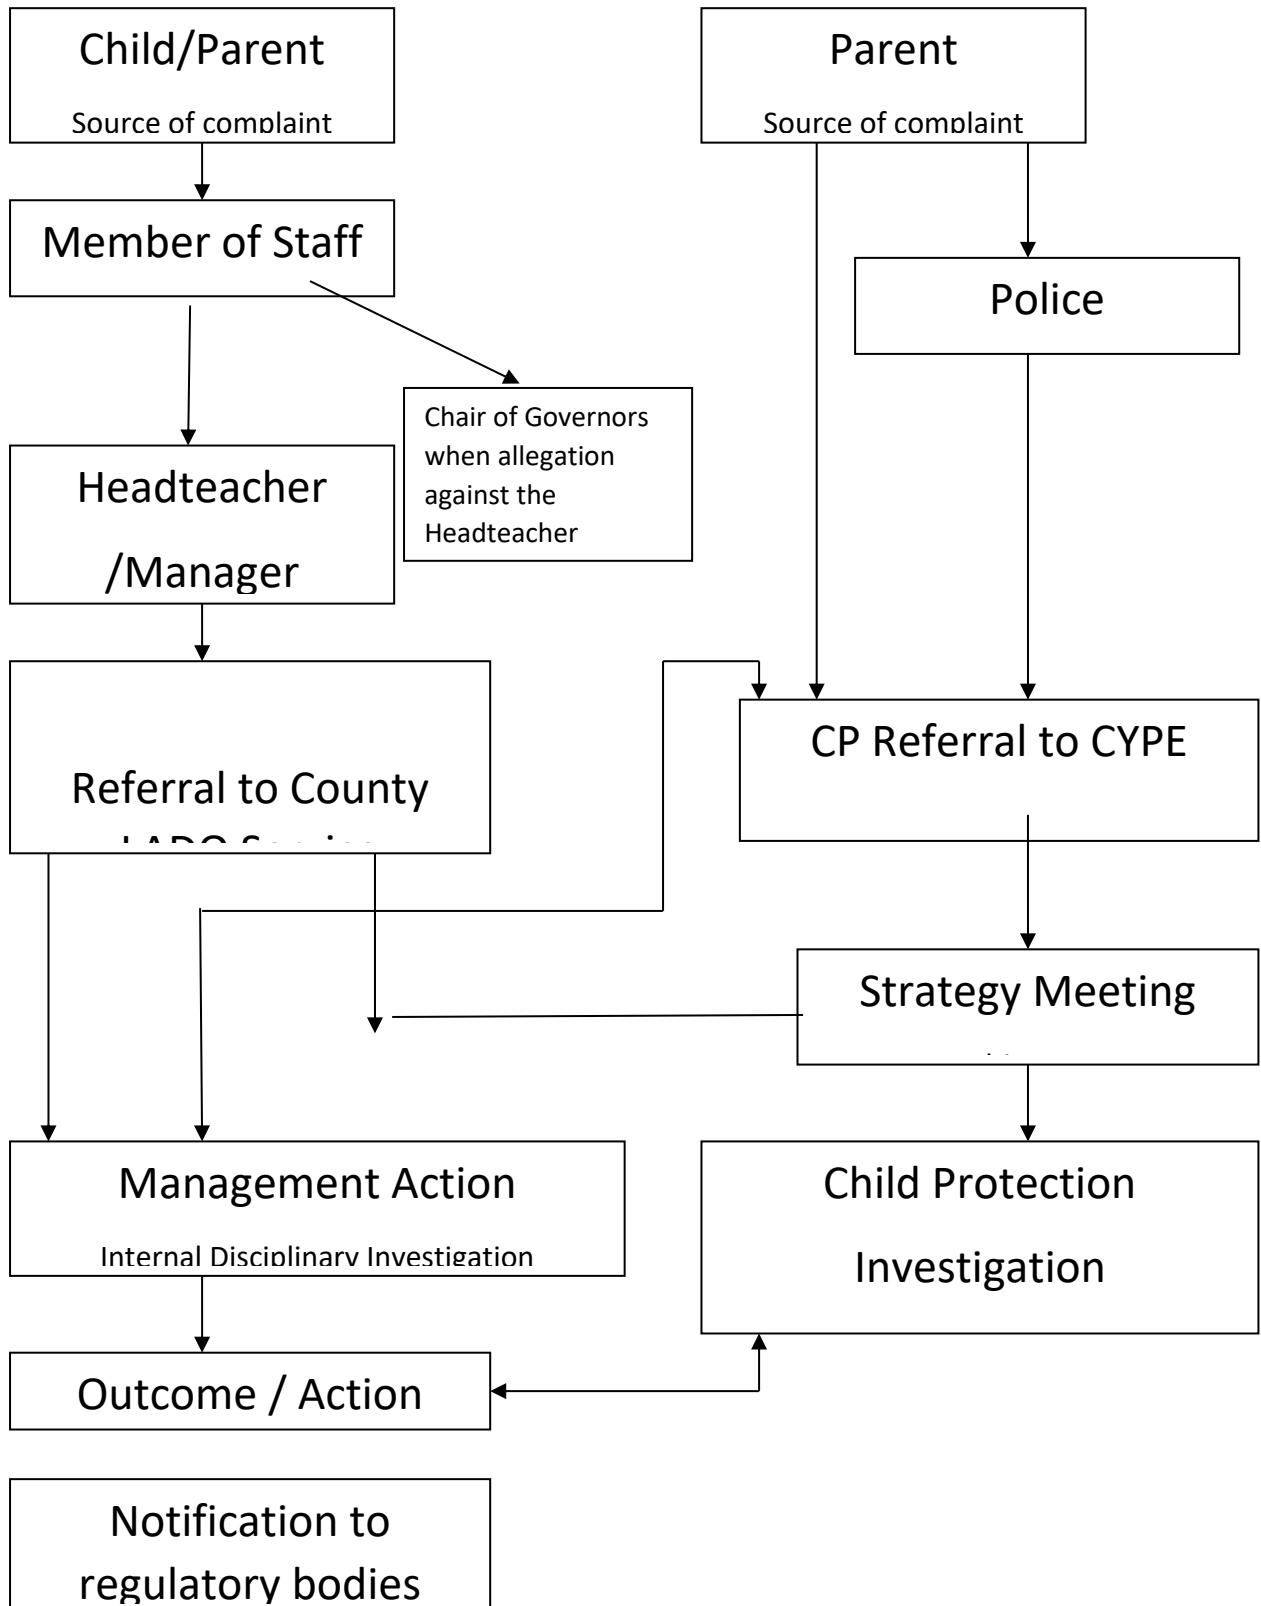 Child/Parent
Source of complaint
Parent
Source of complaint
Member of Staff
Police
Chair of Governors
when allegation
against the
Headteacher
Headteacher
/Manager
Referral to County
LADO Service
CP Referral to CYPE
Strategy Meeting
Management Action
Internal Disciplinary Investigation
Child Protection
Investigation
Outcome / Action
Notification to
regulatory bodies